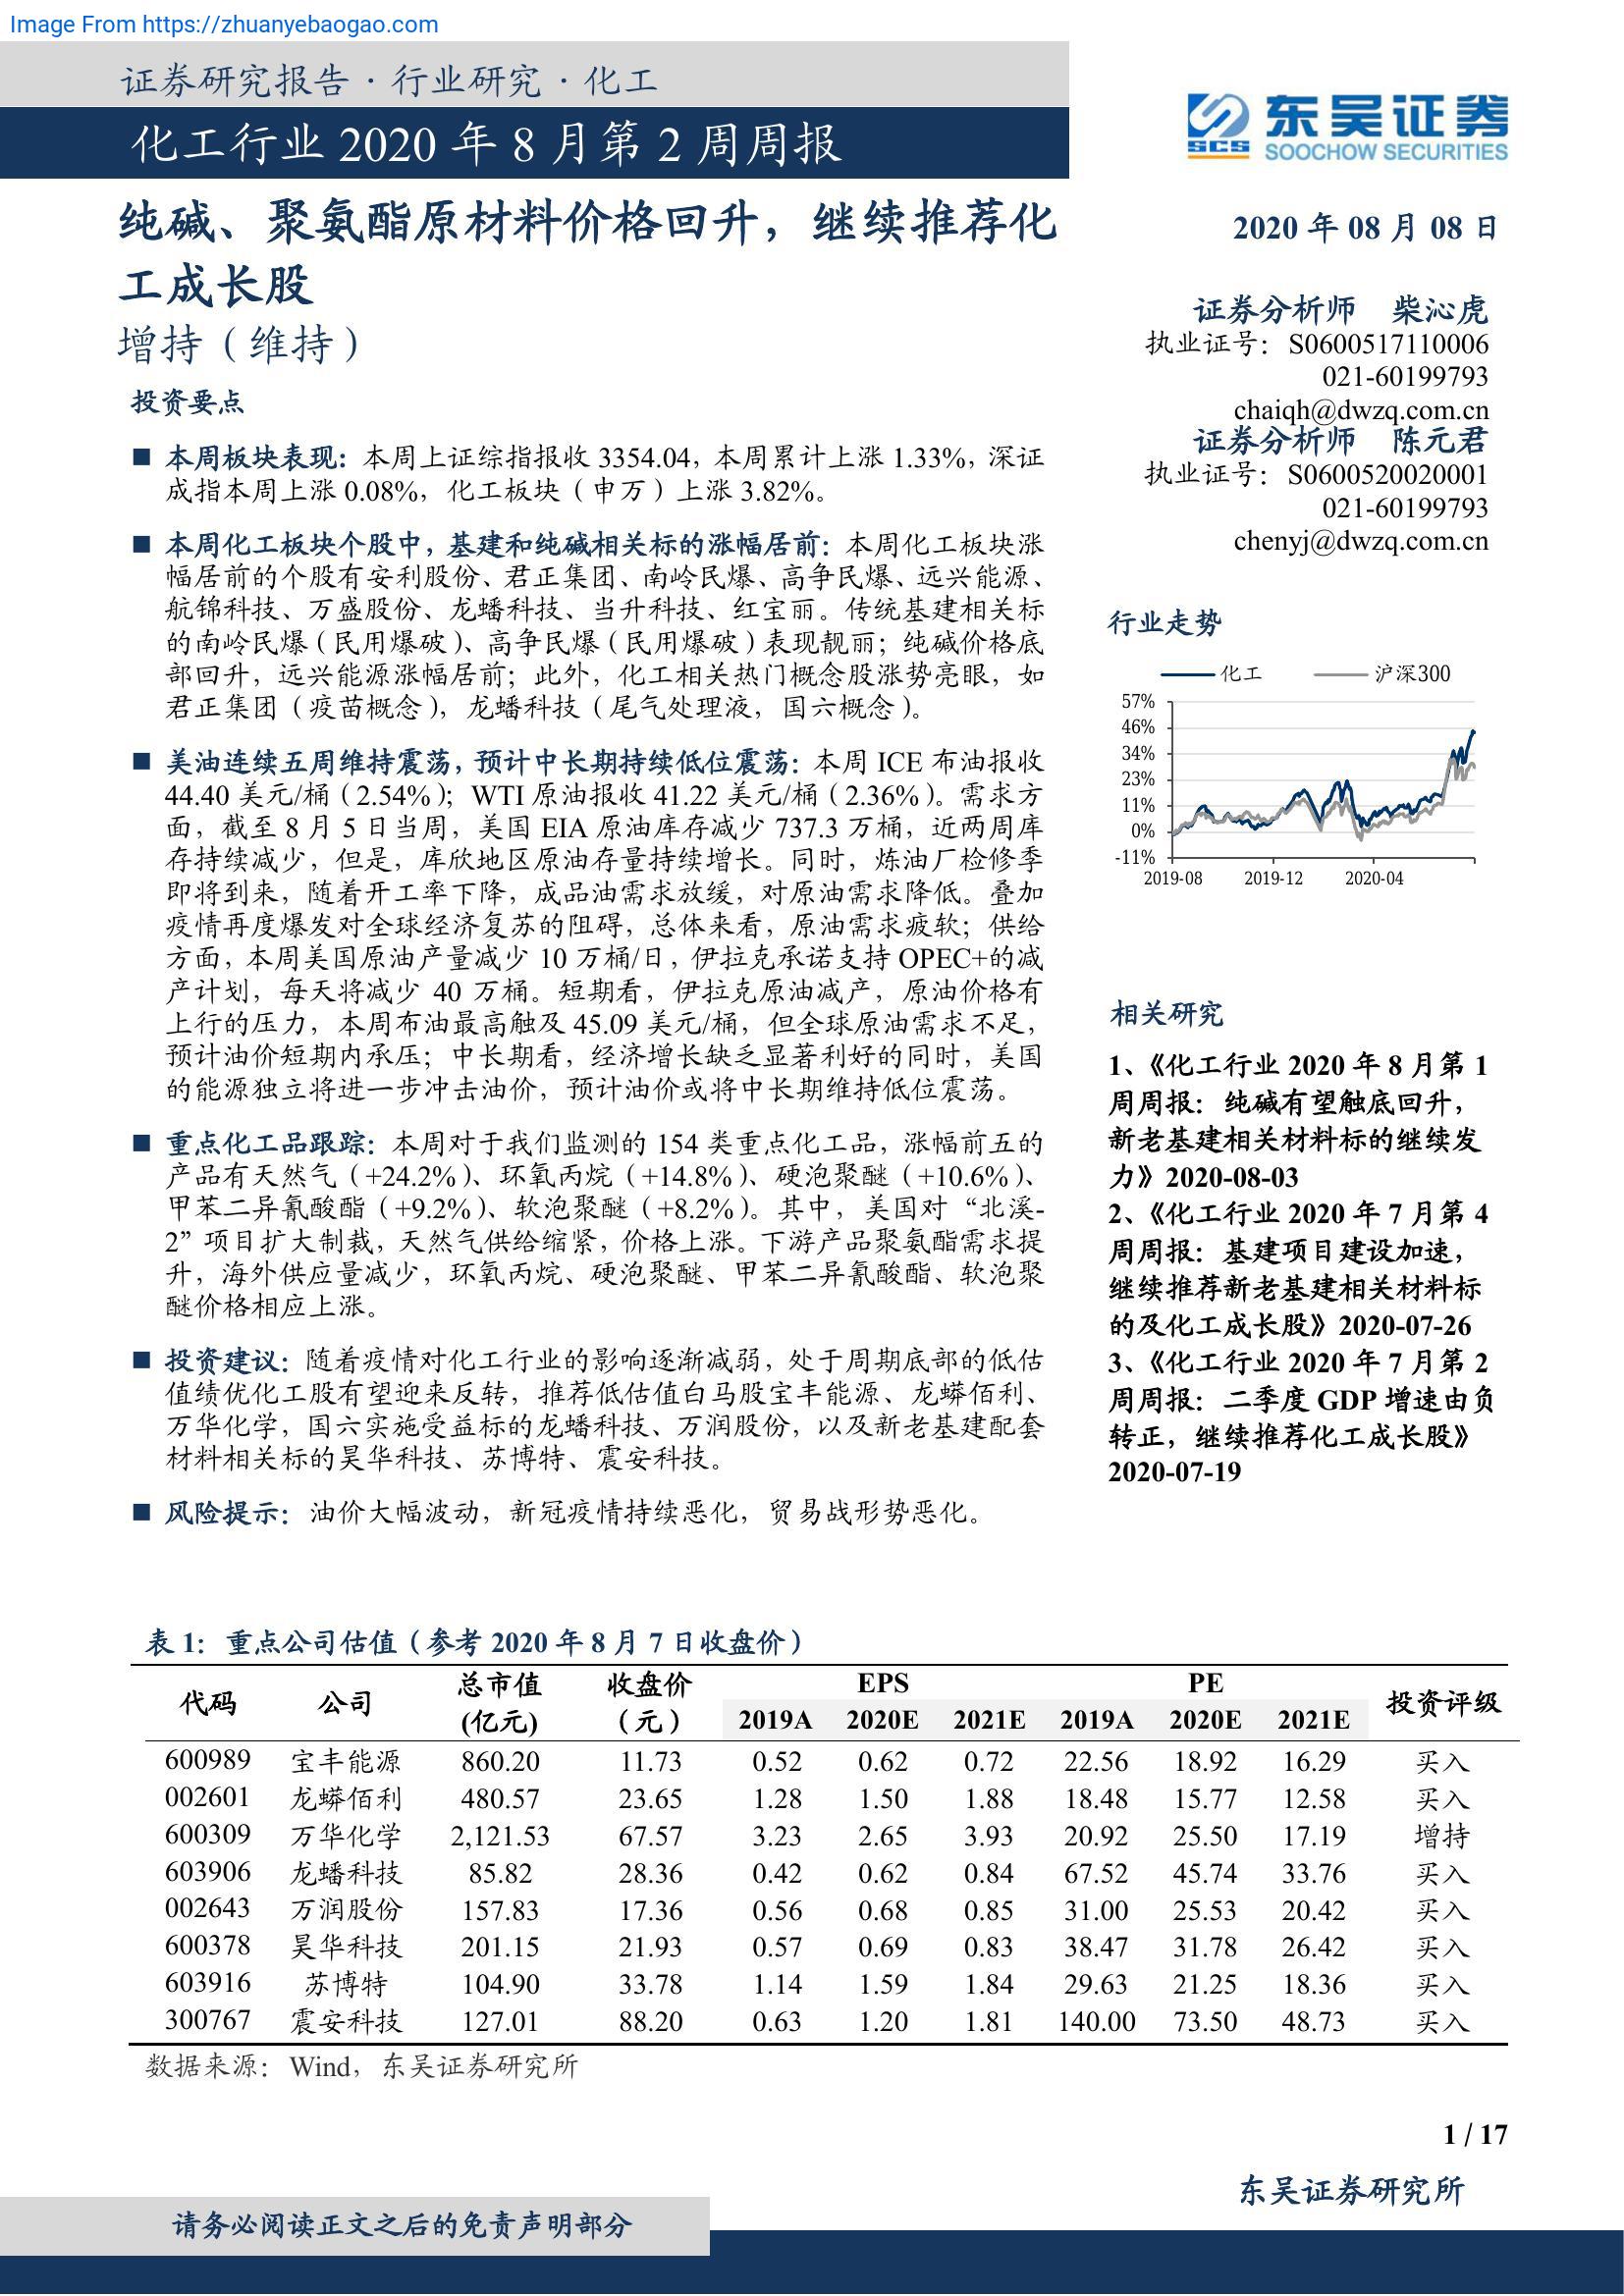 Image From https://zhuanyebaogao.com
证券研究报告·行业研究·化工
化工行业 2020 年 8 月第 2 周周报
东吴证券
SCS
SOOCHOW SECURITIES
纯碱、聚氨酯原材料价格回升，继续推荐化
工成长股
增持（维持）
投资要点
■ 本周板块表现：本周上证综指报收 3354.04，本周累计上涨 1.33%，深证
成指本周上涨 0.08%，化工板块（申万）上涨 3.82%。
■ 本周化工板块个股中，基建和纯碱相关标的涨幅居前：本周化工板块涨
幅居前的个股有安利股份、君正集团、南岭民爆、高争民爆、远兴能源、
航锦科技、万盛股份、龙蟠科技、当升科技、红宝丽。传统基建相关标
的南岭民爆（民用爆破）、高争民爆（民用爆破）表现靓丽；纯碱价格底
部回升，远兴能源涨幅居前；此外，化工相关热门概念股涨势亮眼，如
君正集团（疫苗概念），龙蟠科技（尾气处理液，国六概念）。
■ 美油连续五周维持震荡，预计中长期持续低位震荡：本周 ICE 布油报收
44.40 美元/桶（2.54%）；WTI 原油报收 41.22 美元/桶（2.36%）。需求方
面，截至 8 月 5 日当周，美国 EIA 原油库存减少 737.3 万桶，近两周库
存持续减少，但是，库欣地区原油存量持续增长。同时，炼油厂检修季
即将到来，随着开工率下降，成品油需求放缓，对原油需求降低。叠加
疫情再度爆发对全球经济复苏的阻碍，总体来看，原油需求疲软；供给
方面，本周美国原油产量减少 10 万桶/日，伊拉克承诺支持 OPEC+的减
产计划，每天将减少 40 万桶。短期看，伊拉克原油减产，原油价格有
上行的压力，本周布油最高触及 45.09 美元/桶，但全球原油需求不足，
预计油价短期内承压；中长期看，经济增长缺乏显著利好的同时，美国
的能源独立将进一步冲击油价，预计油价或将中长期维持低位震荡。
■ 重点化工品跟踪：本周对于我们监测的 154 类重点化工品，涨幅前五的
产品有天然气（+24.2%）、环氧丙烷（+14.8%）、硬泡聚醚（+10.6%）、
甲苯二异氰酸酯（+9.2%）、软泡聚醚（+8.2%）。其中，美国对“北溪-
2”项目扩大制裁，天然气供给缩紧，价格上涨。下游产品聚氨酯需求提
升，海外供应量减少，环氧丙烷、硬泡聚醚、甲苯二异氰酸酯、软泡聚
醚价格相应上涨。
■ 投资建议：随着疫情对化工行业的影响逐渐减弱，处于周期底部的低估
值绩优化工股有望迎来反转，推荐低估值白马股宝丰能源、龙蟒佰利、
万华化学，国六实施受益标的龙蟠科技、万润股份，以及新老基建配套
材料相关标的昊华科技、苏博特、震安科技。
■ 风险提示：油价大幅波动，新冠疫情持续恶化，贸易战形势恶化。
2020 年 08 月 08 日
证券分析师 柴沁虎
执业证号：S0600517110006
021-60199793
chaiqh@dwzq.com.cn
证券分析师 陈元君
执业证号：S0600520020001
021-60199793
chenyj@dwzq.com.cn
行业走势
化工 沪深300
57%
46%
34%
23%
11%
0%
-11%
2019-08 2019-12 2020-04
相关研究
1、《化工行业 2020 年 8 月第 1
周周报：纯碱有望触底回升，
新老基建相关材料标的继续发
力》2020-08-03
2、《化工行业 2020 年 7 月第 4
周周报：基建项目建设加速，
继续推荐新老基建相关材料标
的及化工成长股》2020-07-26
3、《化工行业 2020 年 7 月第 2
周周报：二季度 GDP 增速由负
转正，继续推荐化工成长股》
2020-07-19
表 1：重点公司估值（参考 2020 年 8 月 7 日收盘价）
代码 公司 总市值(亿元) 收盘价（元） EPS PE 投资评级
2019A 2020E 2021E 2019A 2020E 2021E
600989 宝丰能源 860.20 11.73 0.52 0.62 0.72 22.56 18.92 16.29 买入
002601 龙蟒佰利 480.57 23.65 1.28 1.50 1.88 18.48 15.77 12.58 买入
600309 万华化学 2,121.53 67.57 3.23 2.65 3.93 20.92 25.50 17.19 增持
603906 龙蟠科技 85.82 28.36 0.42 0.62 0.84 67.52 45.74 33.76 买入
002643 万润股份 157.83 17.36 0.56 0.68 0.85 31.00 25.53 20.42 买入
600378 昊华科技 201.15 21.93 0.57 0.69 0.83 38.47 31.78 26.42 买入
603916 苏博特 104.90 33.78 1.14 1.59 1.84 29.63 21.25 18.36 买入
300767 震安科技 127.01 88.20 0.63 1.20 1.81 140.00 73.50 48.73 买入
数据来源：Wind，东吴证券研究所
1 / 17
东吴证券研究所
请务必阅读正文之后的免责声明部分